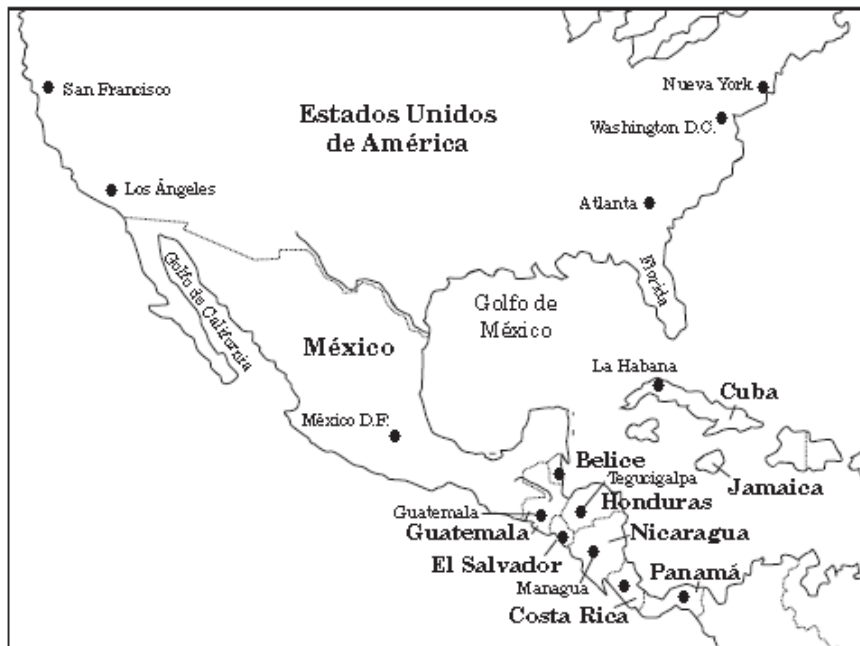 San Francisco
Nueva York
Estados Unidos
de América
Washington D.C.
Los Ángeles
Atlanta
Golfo de California
Florida
Golfo de
México
México
La Habana
Cuba
México D.F.
Belice
Tegucigalpa
Jamaica
Honduras
Guatemala
Guatemala
Nicaragua
El Salvador
Managua
Panamá
Costa Rica